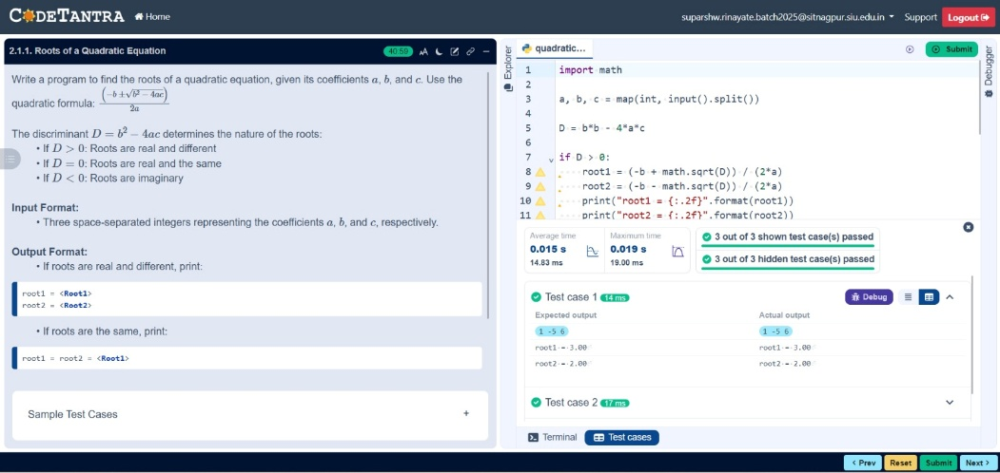 CODETANTRA Home suparshw.rinayate.batch2025@sitnagpur.siu.edu.in Support Logout
2.1.1. Roots of a Quadratic Equation 40:59 AA
Write a program to find the roots of a quadratic equation, given its coefficients a, b, and c. Use the
quadratic formula: (-b ±√b² - 4ac) / 2a
The discriminant D = b² − 4ac determines the nature of the roots:
• If D > 0: Roots are real and different
• If D = 0: Roots are real and the same
• If D < 0: Roots are imaginary
Input Format:
• Three space-separated integers representing the coefficients a, b, and c, respectively.
Output Format:
• If roots are real and different, print:
root1 = <Root1>
root2 = <Root2>
• If roots are the same, print:
root1 = root2 = <Root1>
Sample Test Cases +
Explorer
quadratic...
Submit
Debugger
1 import math
2
3 a, b, c = map(int, input().split())
4
5 D = b*b - 4*a*c
6
7 if D > 0:
8 root1 = (-b + math.sqrt(D)) / (2*a)
9 root2 = (-b - math.sqrt(D)) / (2*a)
10 print("root1 = {:.2f}".format(root1))
11 print("root2 = {:.2f}".format(root2))
Average time Maximum time
0.015 s 0.019 s
14.83 ms 19.00 ms
3 out of 3 shown test case(s) passed
3 out of 3 hidden test case(s) passed
Test case 1 14 ms Debug
Expected output Actual output
1 -5 6 1 -5 6
root1 = 3.00 root1 = 3.00
root2 = 2.00 root2 = 2.00
Test case 2 17 ms
Terminal Test cases
< Prev Reset Submit Next >